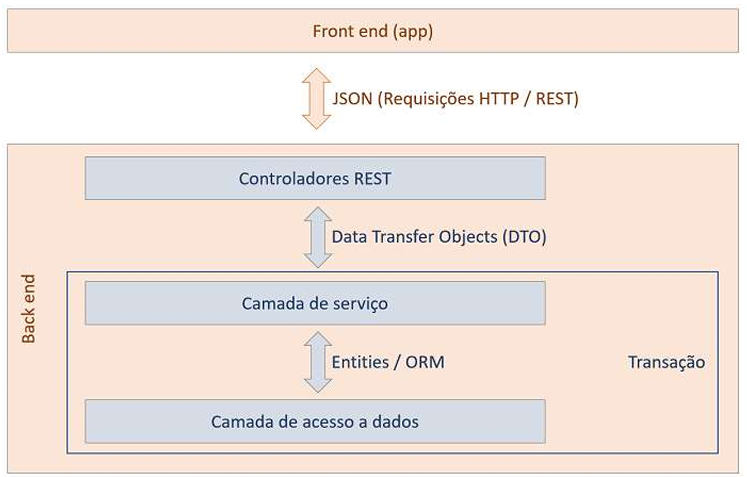 Front end (app)
JSON (Requisições HTTP / REST)
Controladores REST
Data Transfer Objects (DTO)
Back end
Camada de serviço
Entities / ORM
Transação
Camada de acesso a dados